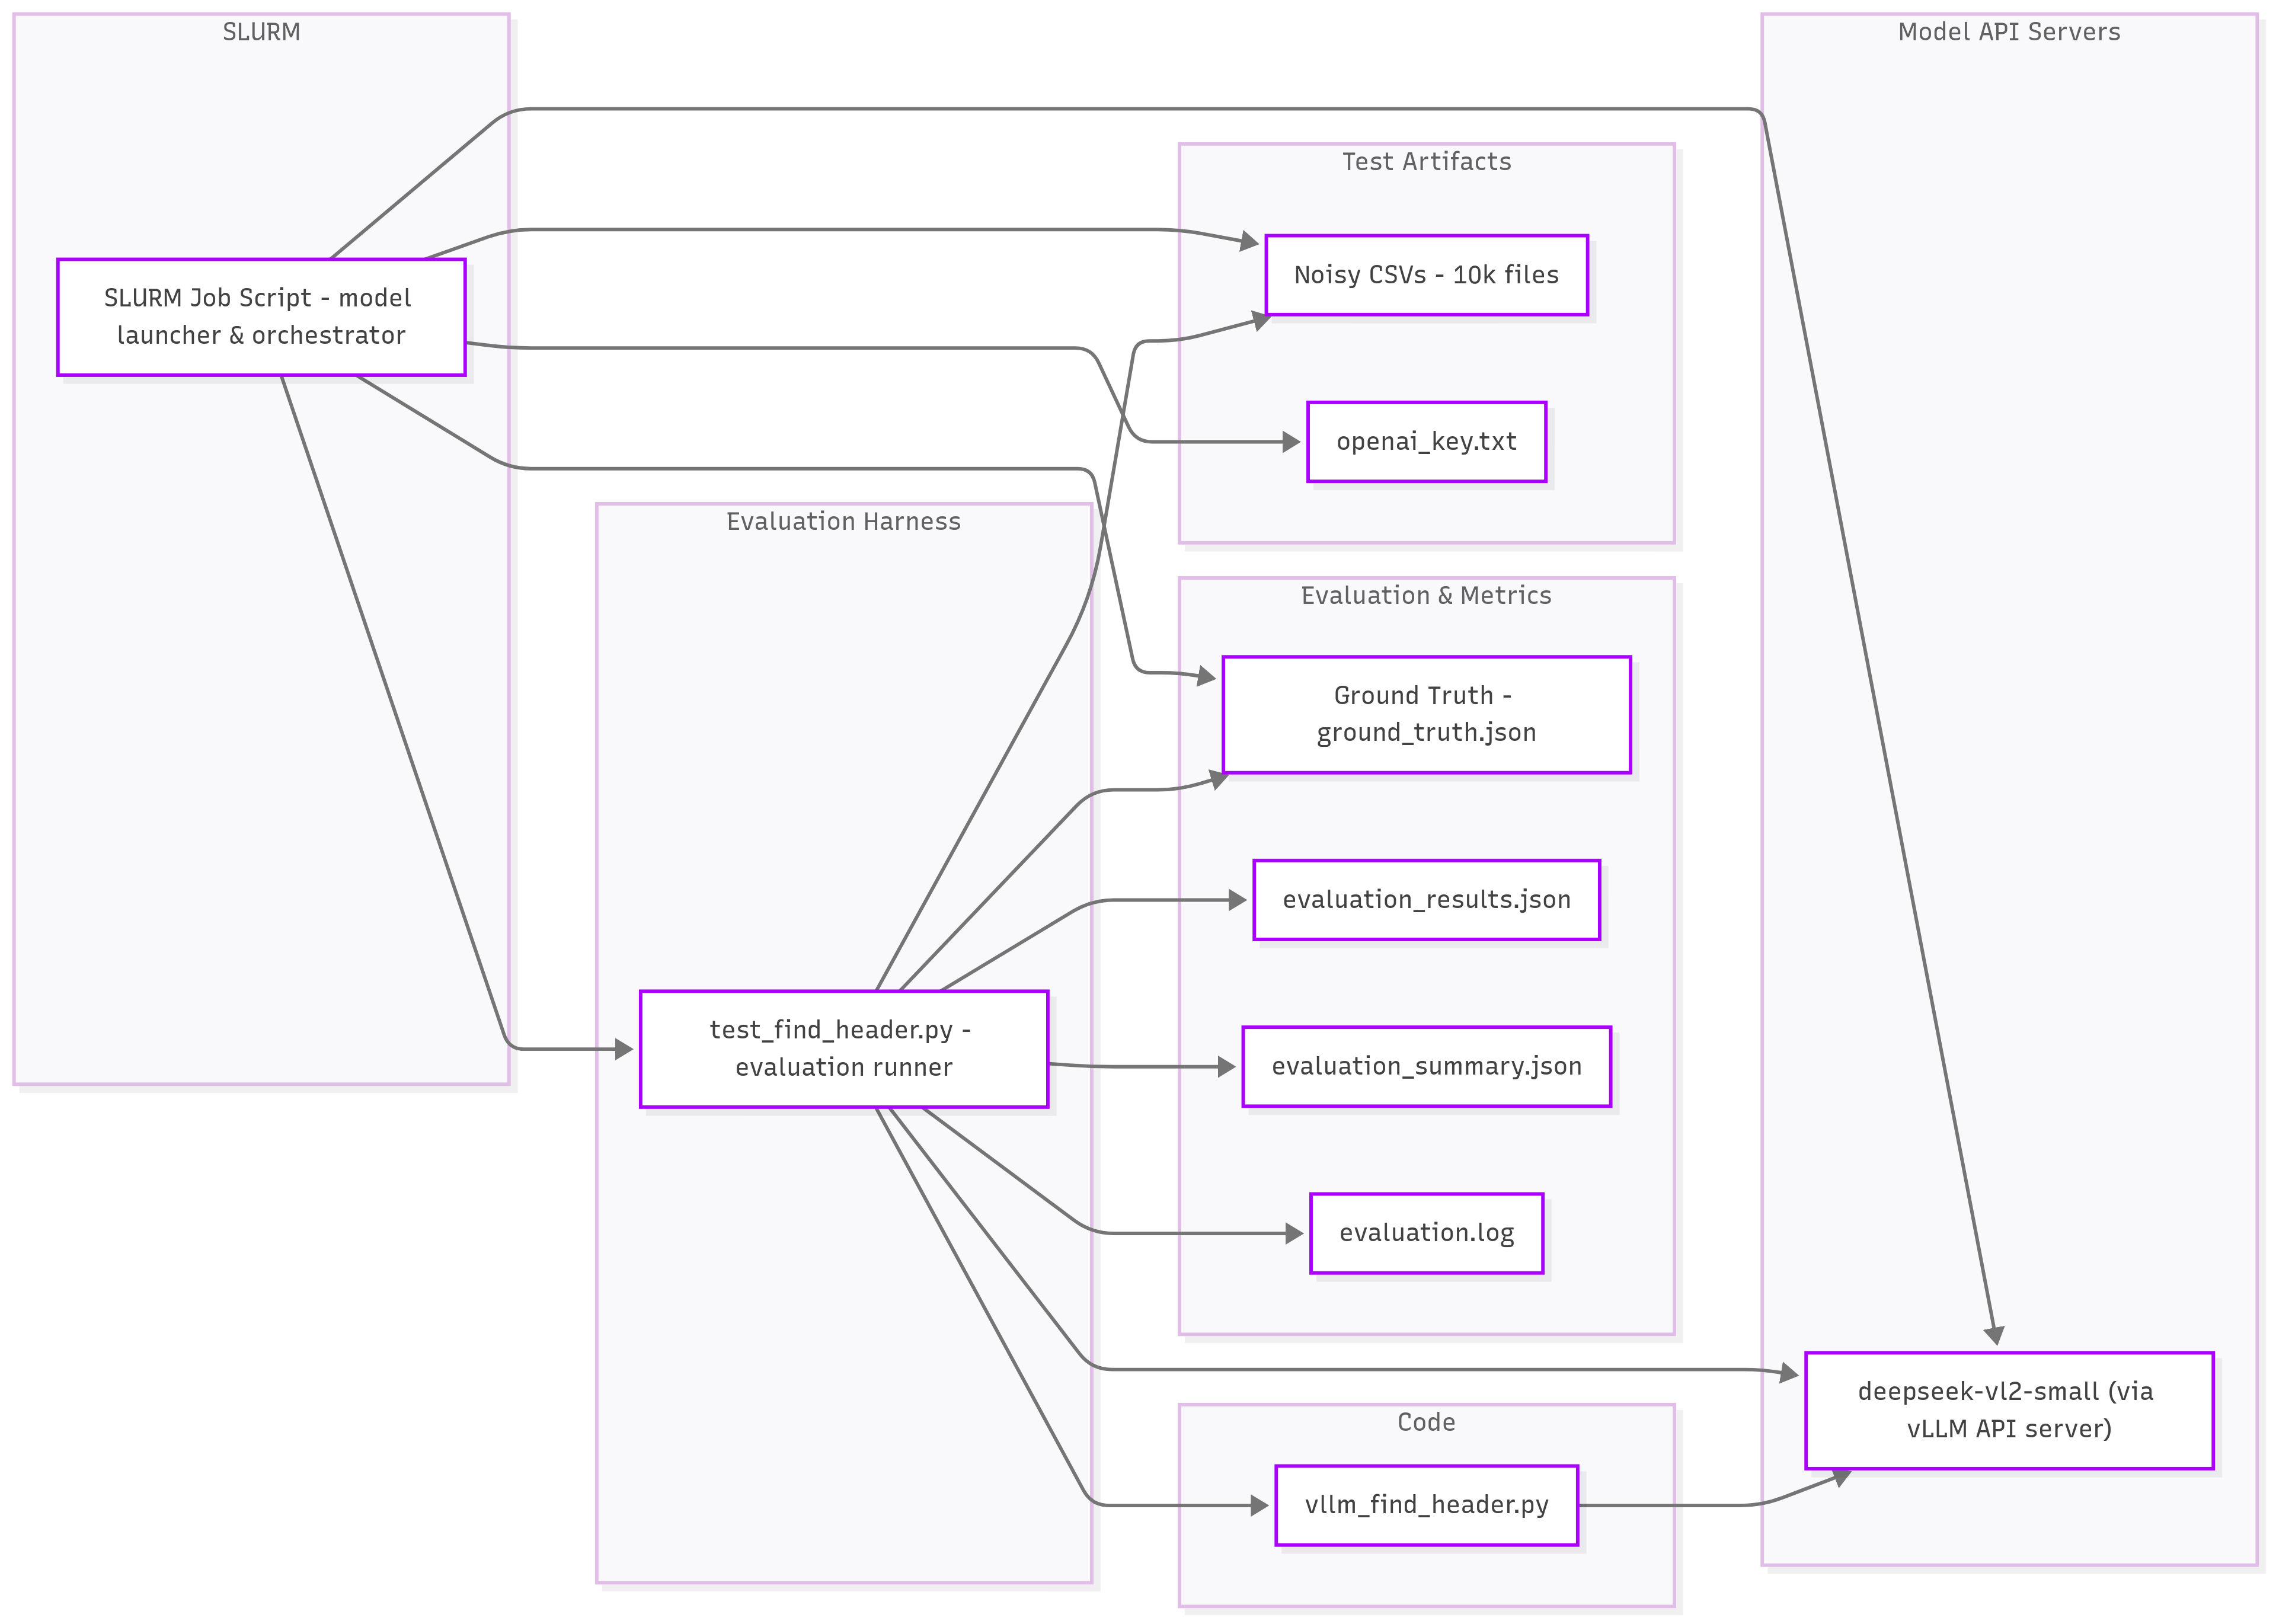 SLURM
SLURM Job Script - model
launcher & orchestrator
Evaluation Harness
test_find_header.py -
evaluation runner
Test Artifacts
Noisy CSVs - 10k files
openai_key.txt
Evaluation & Metrics
Ground Truth -
ground_truth.json
evaluation_results.json
evaluation_summary.json
evaluation.log
Code
vllm_find_header.py
Model API Servers
deepseek-vl2-small (via
vLLM API server)